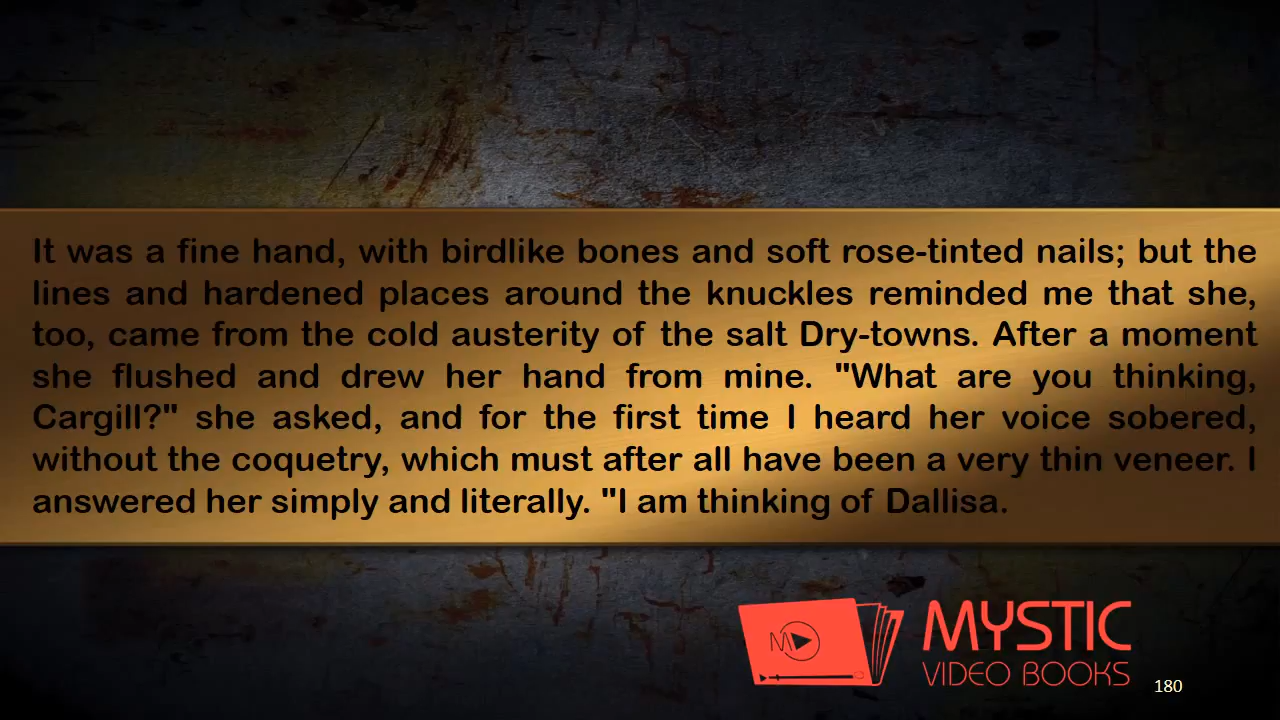 It was a fine hand, with birdlike bones and soft rose-tinted nails; but the
lines and hardened places around the knuckles reminded me that she,
too, came from the cold austerity of the salt Dry-towns. After a moment
she flushed and drew her hand from mine. "What are you thinking,
Cargill?" she asked, and for the first time I heard her voice sobered,
without the coquetry, which must after all have been a very thin veneer. I
answered her simply and literally. "I am thinking of Dallisa.
MYSTIC
VIDEO BOOKS
180